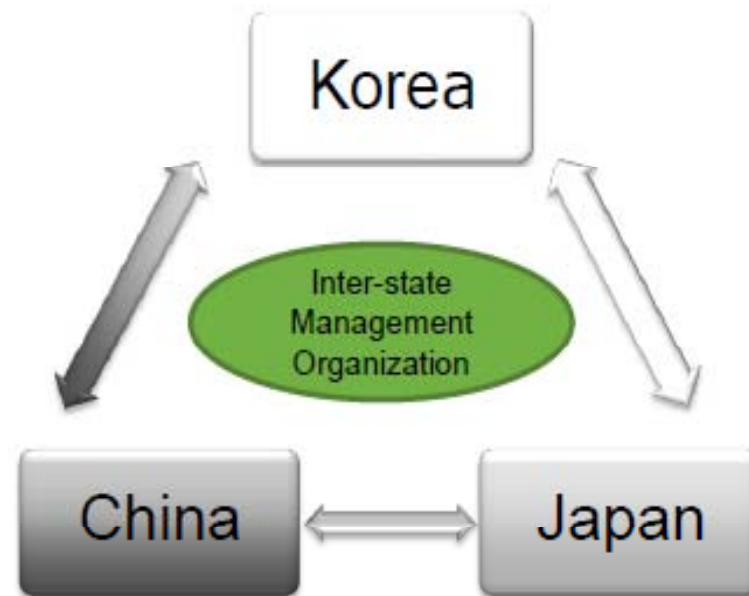 Korea
Inter-state
Management
Organization
China
Japan